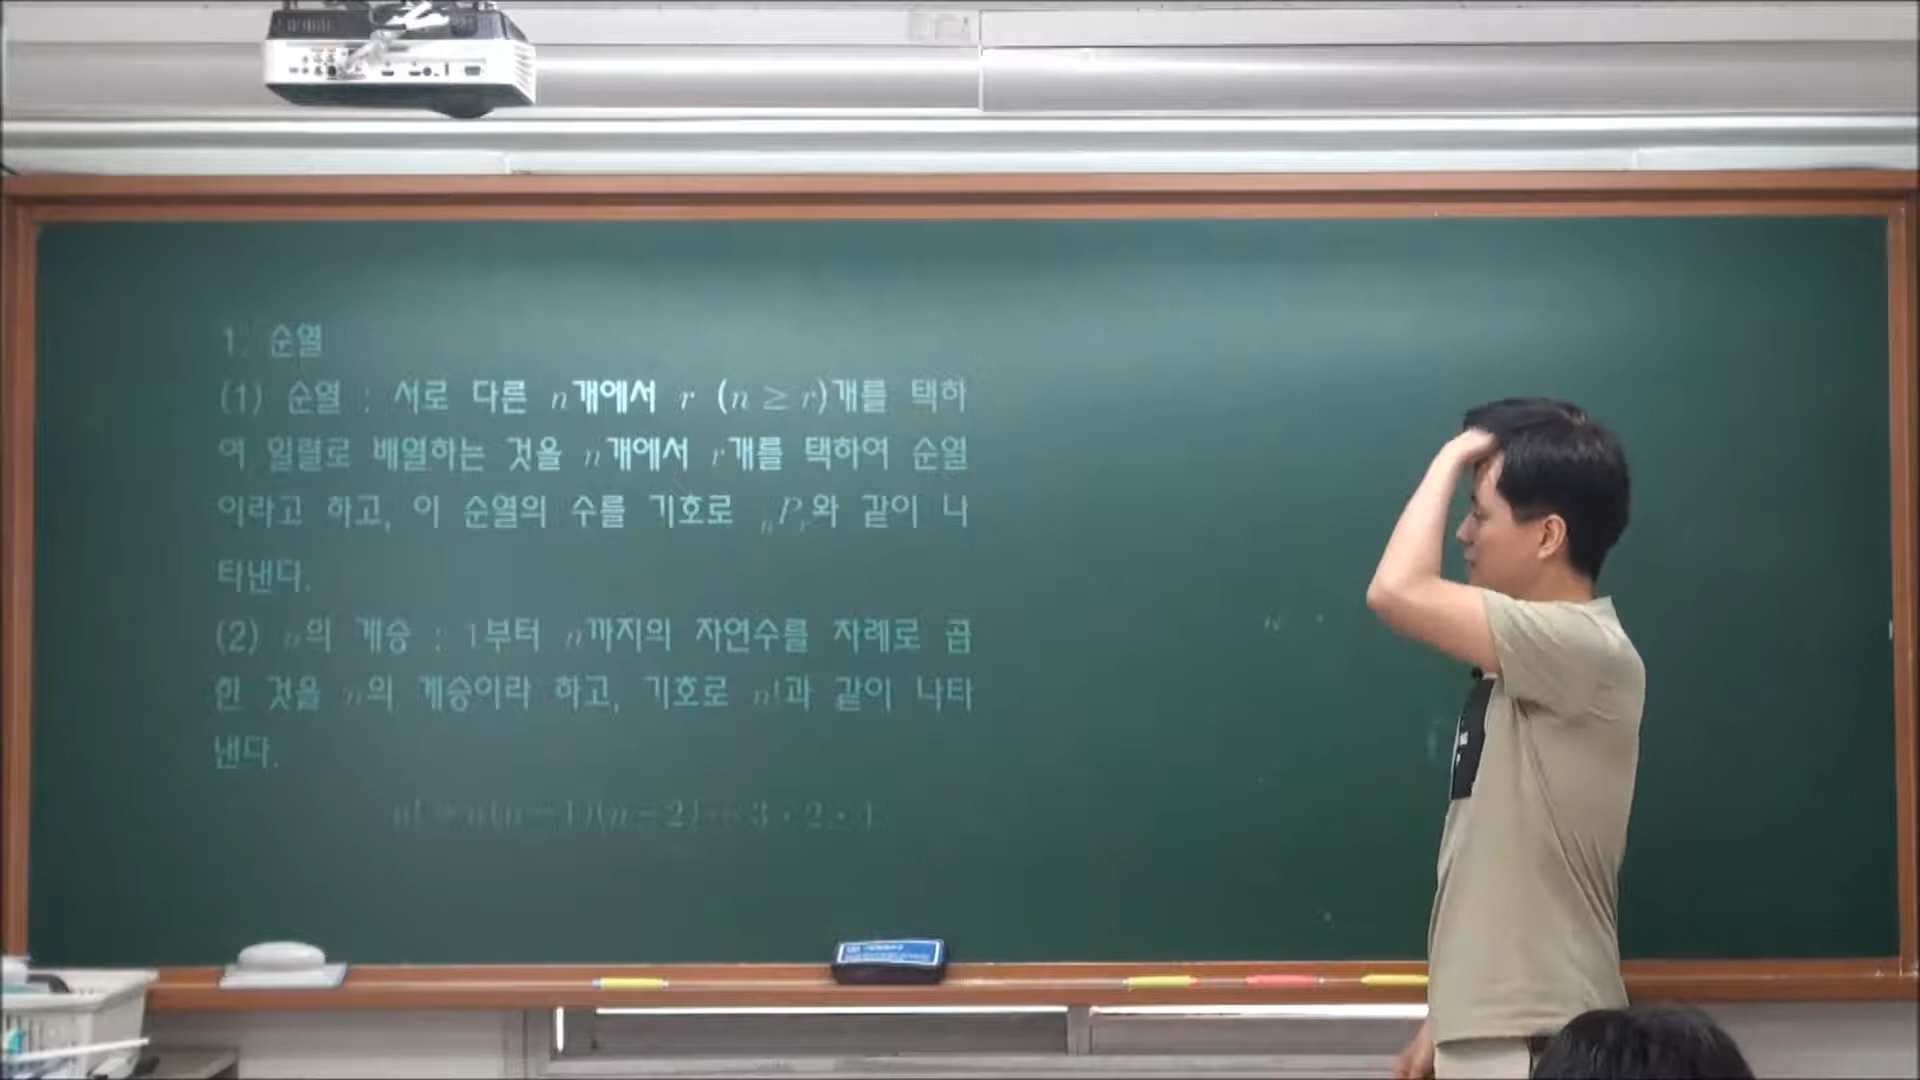 1. 순열
(1) 순열 : 서로 다른 n개에서 r (n ≥ r)개를 택하
여 일렬로 배열하는 것을 n개에서 r개를 택하여 순열
이라고 하고, 이 순열의 수를 기호로 ₙPᵣ와 같이 나
타낸다.
(2) n의 계승 : 1부터 n까지의 자연수를 차례로 곱
한 것을 n의 계승이라 하고, 기호로 n!과 같이 나타
낸다.
n! = n(n-1)(n-2)⋯3·2·1